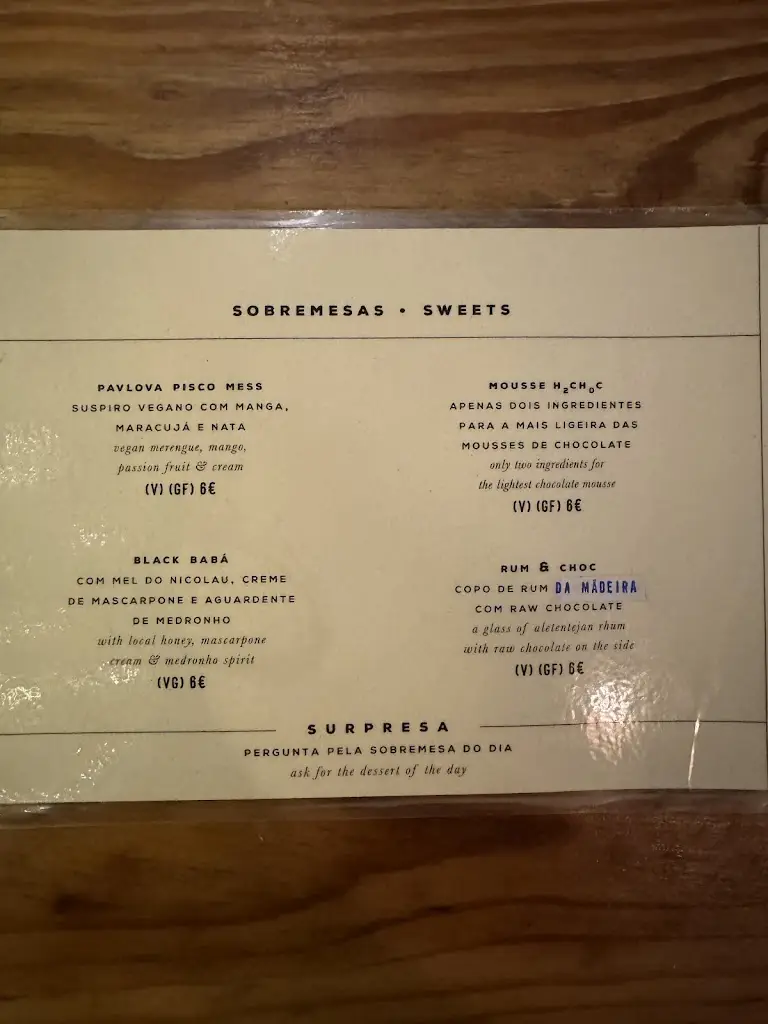 SOBREMESAS • SWEETS
PAVLOVA PISCO MESS
SUSPIRO VEGANO COM MANGA,
MARACUJÁ E NATA
vegan merengue, mango,
passion fruit & cream
(V) (GF) 6€
MOUSSE H₂CH₀C
APENAS DOIS INGREDIENTES
PARA A MAIS LIGEIRA DAS
MOUSSES DE CHOCOLATE
only two ingredients for
the lightest chocolate mousse
(V) (GF) 6€
BLACK BABÁ
COM MEL DO NICOLAU, CREME
DE MASCARPONE E AGUARDENTE
DE MEDRONHO
with local honey, mascarpone
cream & medronho spirit
(VG) 6€
RUM & CHOC
COPO DE RUM DA MADEIRA
COM RAW CHOCOLATE
a glass of aletentejan rhum
with raw chocolate on the side
(V) (GF) 6€
SURPRESA
PERGUNTA PELA SOBREMESA DO DIA
ask for the dessert of the day